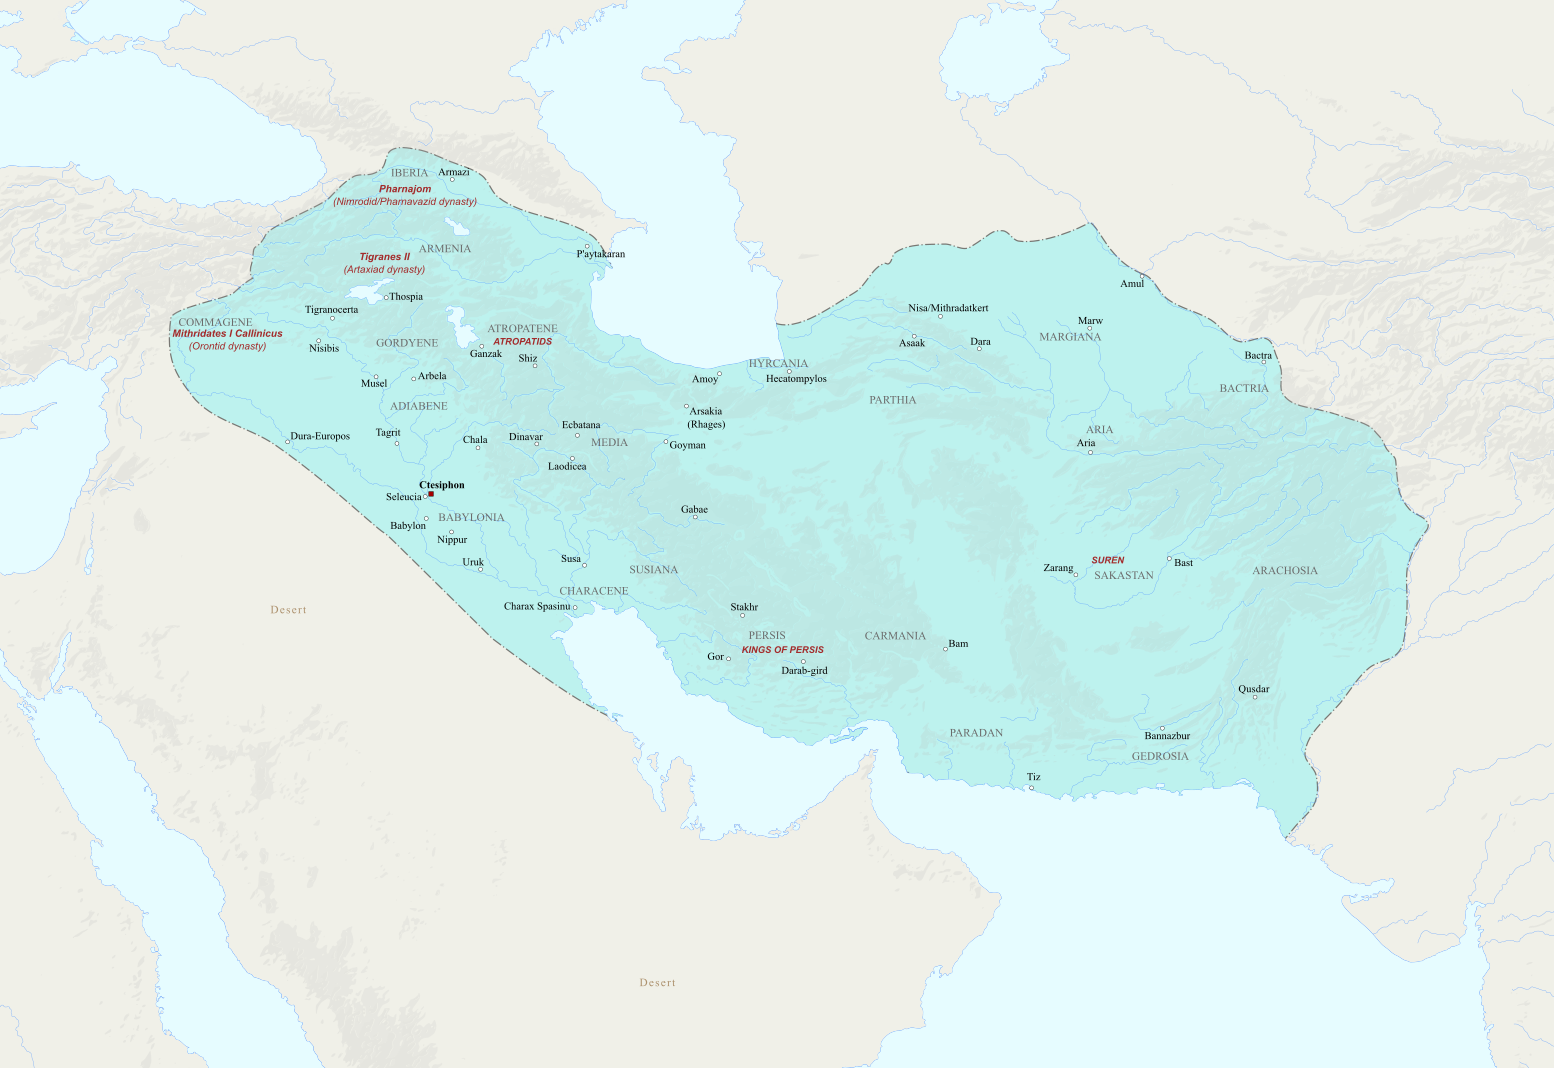 IBERIA
Armazi
Pharnajom
(Nimrodid/Pharnavazid dynasty)
ARMENIA
P'aytakaran
Tigranes II
(Artaxiad dynasty)
Thospia
Tigranocerta
COMMAGENE
Mithridates I Callinicus
(Orontid dynasty)
Nisibis
GORDYENE
ATROPATENE
ATROPATIDS
Ganzak
Shiz
Musel
Arbela
ADIABENE
Amoy
HYRCANIA
Hecatompylos
Nisa/Mithradatkert
Asaak
Dara
Marw
MARGIANA
Amul
Bactra
BACTRIA
PARTHIA
Arsakia
(Rhages)
Dura-Europos
Tagrit
Chala
Dinavar
Ecbatana
MEDIA
Goyman
Laodicea
ARIA
Aria
Ctesiphon
Seleucia
BABYLONIA
Babylon
Nippur
Gabae
Uruk
Susa
SUSIANA
CHARACENE
Charax Spasinu
SUREN
Zarang
SAKASTAN
Bast
ARACHOSIA
Desert
Stakhr
PERSIS
KINGS OF PERSIS
Gor
Darab-gird
CARMANIA
Bam
Qusdar
PARADAN
Bannazbur
GEDROSIA
Tiz
Desert